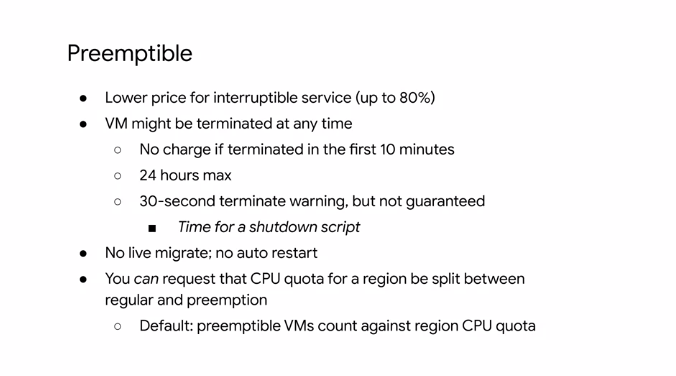 Preemptible
● Lower price for interruptible service (up to 80%)
● VM might be terminated at any time
○ No charge if terminated in the first 10 minutes
○ 24 hours max
○ 30-second terminate warning, but not guaranteed
■ Time for a shutdown script
● No live migrate; no auto restart
● You can request that CPU quota for a region be split between
regular and preemption
○ Default: preemptible VMs count against region CPU quota